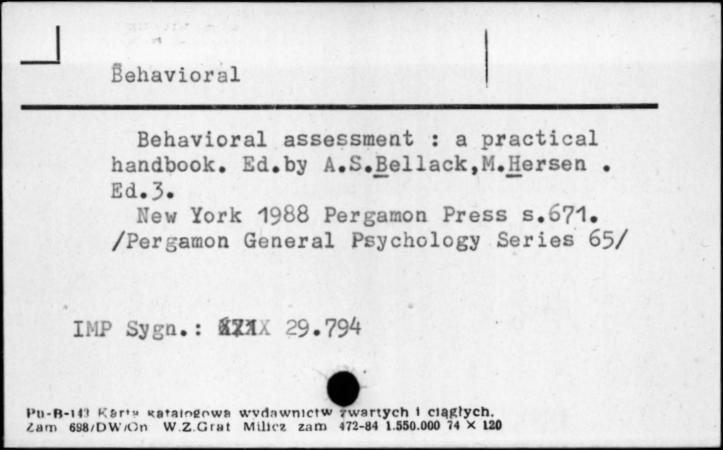 Behavioral
Behavioral assessment : a practical
handbook. Ed.by A.S.Bellack,M.Hersen .
Ed.3.
New York 1988 Pergamon Press s.671.
/Pergamon General Psychology Series 65/
IMP Sygn.: 29.794
Pu-B-143 Karta katalogowa wydawnictw zwartych i ciągłych.
Zam 698/DW/On W.Z.Graf Milicz zam 472-84 1.550.000 74 × 120